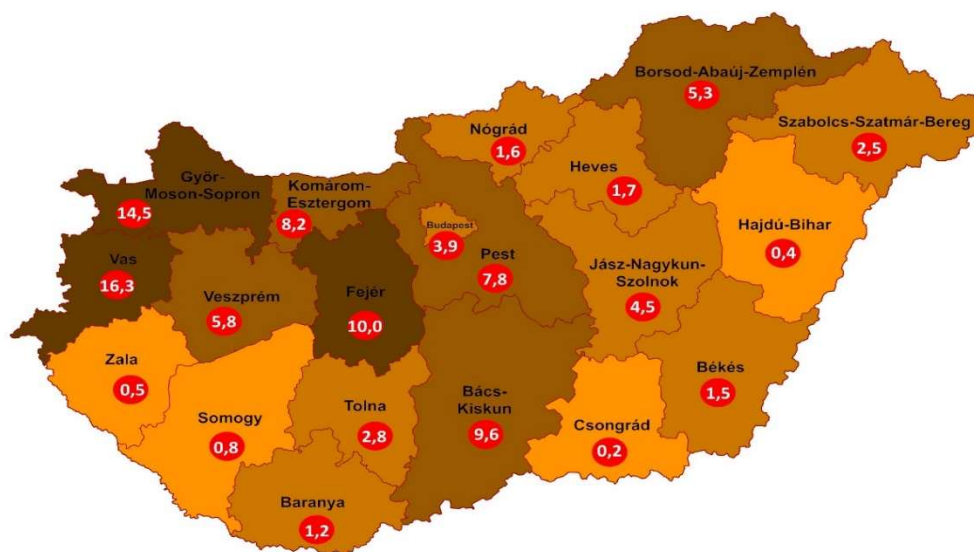 Borsod-Abaúj-Zemplén
5,3
Szabolcs-Szatmár-Bereg
2,5
Nógrád
1,6
Heves
1,7
Győr-
Moson-Sopron
14,5
Komárom-
Esztergom
8,2
Budapest
3,9
Pest
7,8
Hajdú-Bihar
0,4
Jász-Nagykun-
Szolnok
4,5
Vas
16,3
Veszprém
5,8
Fejér
10,0
Zala
0,5
Somogy
0,8
Tolna
2,8
Bács-
Kiskun
9,6
Csongrád
0,2
Békés
1,5
Baranya
1,2